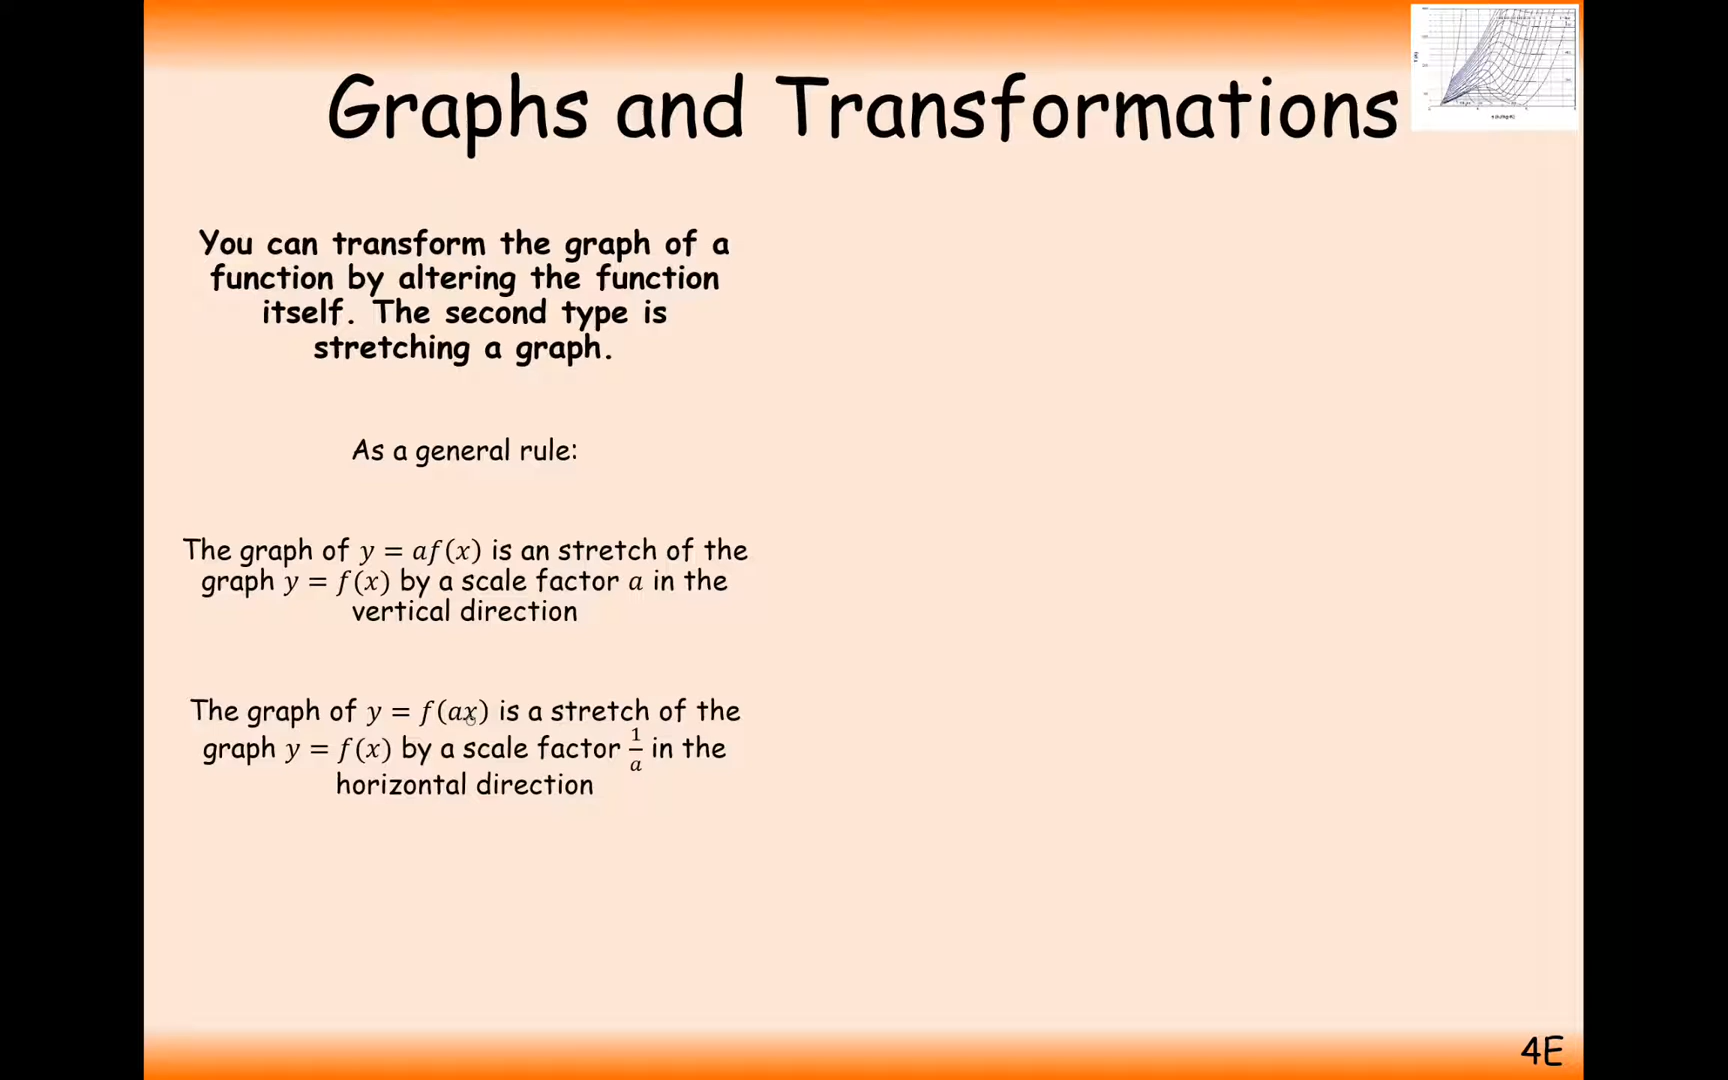 Graphs and Transformations
You can transform the graph of a
function by altering the function
itself. The second type is
stretching a graph.
As a general rule:
The graph of y = af(x) is an stretch of the
graph y = f(x) by a scale factor a in the
vertical direction
The graph of y = f(ax) is a stretch of the
graph y = f(x) by a scale factor 1/a in the
horizontal direction
4E